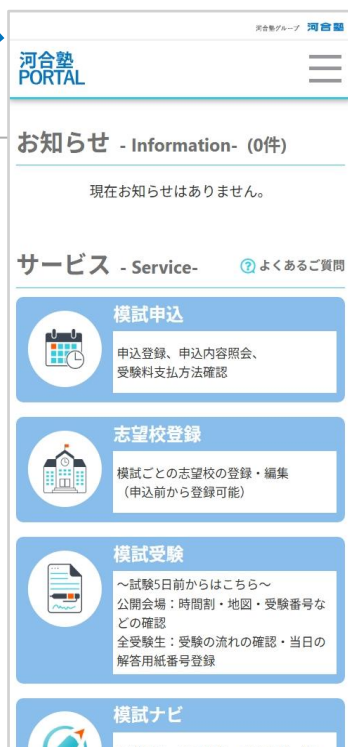 河合塾グループ 河合塾
河合塾
PORTAL
お知らせ - Information- (0件)
現在お知らせはありません。
サービス - Service- ? よくあるご質問
模試申込
申込登録、申込内容照会、
受験料支払方法確認
志望校登録
模試ごとの志望校の登録・編集
（申込前から登録可能）
模試受験
～試験5日前からはこちら～
公開会場：時間割・地図・受験番号な
どの確認
全受験生：受験の流れの確認・当日の
解答用紙番号登録
模試ナビ